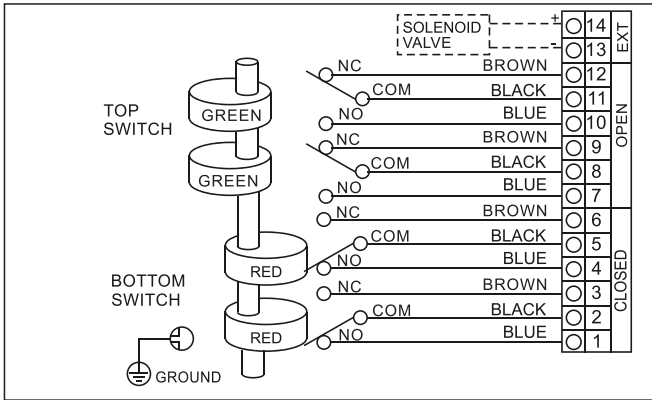 SOLENOID
VALVE
+
-
14
13
EXT
TOP
SWITCH
GREEN
GREEN
NC BROWN 12
COM BLACK 11
NO BLUE 10
NC BROWN 9
COM BLACK 8
NO BLUE 7
OPEN
BOTTOM
SWITCH
RED
RED
NC BROWN 6
COM BLACK 5
NO BLUE 4
NC BROWN 3
COM BLACK 2
NO BLUE 1
CLOSED
GROUND